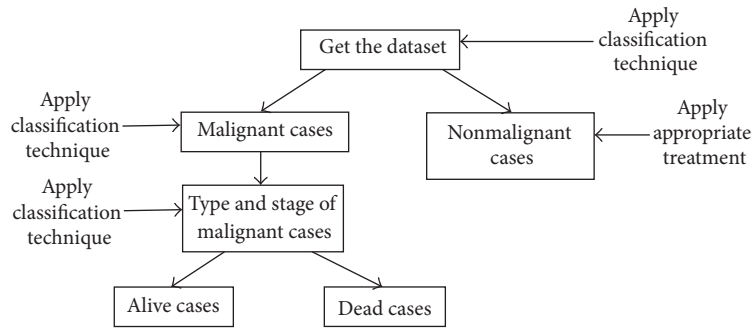 Get the dataset
Apply
classification
technique
Apply
classification
technique
Malignant cases
Nonmalignant
cases
Apply
appropriate
treatment
Apply
classification
technique
Type and stage of
malignant cases
Alive cases
Dead cases